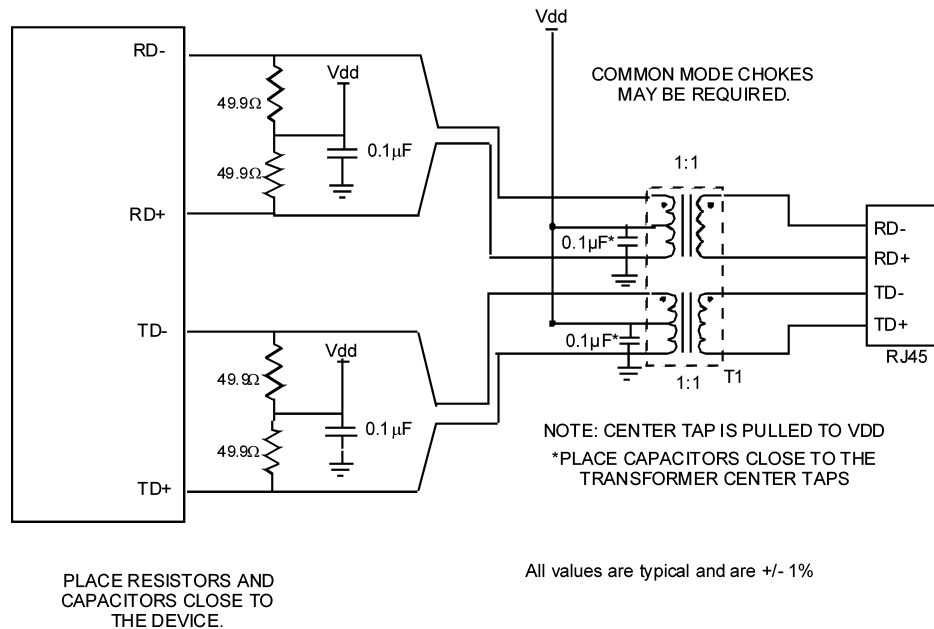 Vdd
RD-
Vdd
COMMON MODE CHOKES
MAY BE REQUIRED.
49.9Ω
0.1μF
1:1
49.9Ω
RD+
RD-
0.1μF*
RD+
TD-
TD-
TD+
0.1μF*
RJ45
Vdd
49.9Ω
1:1
T1
0.1μF
NOTE: CENTER TAP IS PULLED TO VDD
49.9Ω
*PLACE CAPACITORS CLOSE TO THE
TRANSFORMER CENTER TAPS
TD+
PLACE RESISTORS AND
CAPACITORS CLOSE TO
THE DEVICE.
All values are typical and are +/- 1%